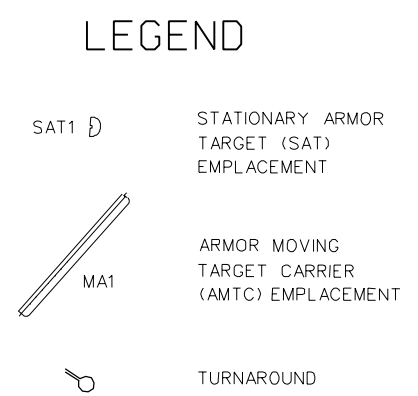 LEGEND
SAT1
STATIONARY ARMOR
TARGET (SAT)
EMPLACEMENT
MA1
ARMOR MOVING
TARGET CARRIER
(AMTC) EMPLACEMENT
TURNAROUND